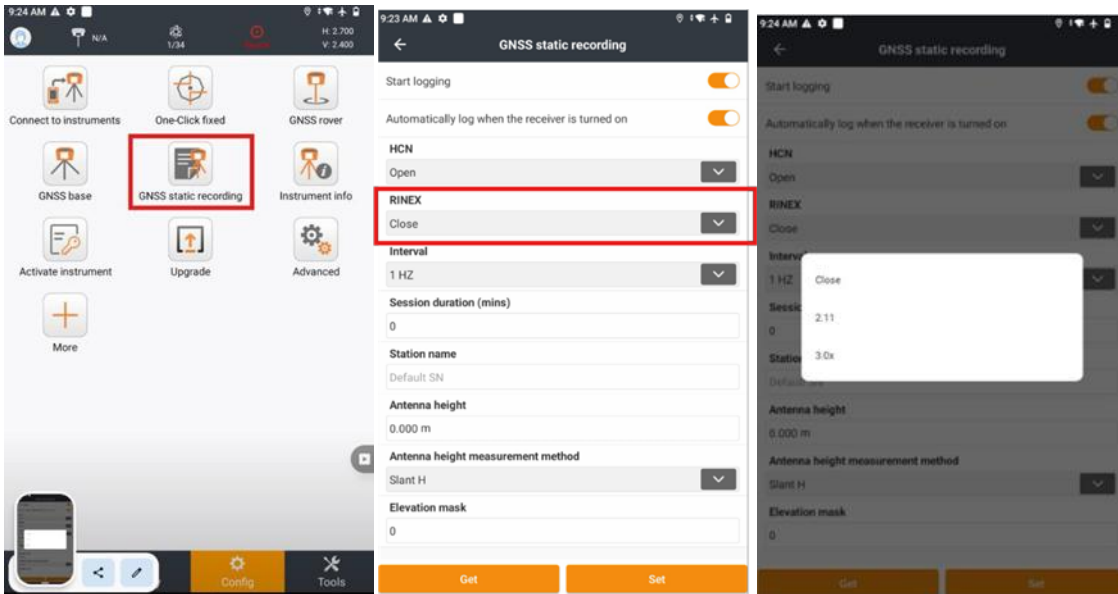 9:24 AM
N/A
1/34
H: 2.700
V: 2.400
Connect to instruments
One-Click fixed
GNSS rover
GNSS base
GNSS static recording
Instrument info
Activate instrument
Upgrade
Advanced
More
Config
Tools
9:23 AM
GNSS static recording
Start logging
Automatically log when the receiver is turned on
HCN
Open
RINEX
Close
Interval
1 HZ
Session duration (mins)
0
Station name
Default SN
Antenna height
0.000 m
Antenna height measurement method
Slant H
Elevation mask
0
Get
Set
9:24 AM
GNSS static recording
Start logging
Automatically log when the receiver is turned on
HCN
Open
RINEX
Close
1 HZ
Close
2.11
3.0x
0
Antenna height
0.000 m
Antenna height measurement method
Slant H
Elevation mask
0
Get
Set